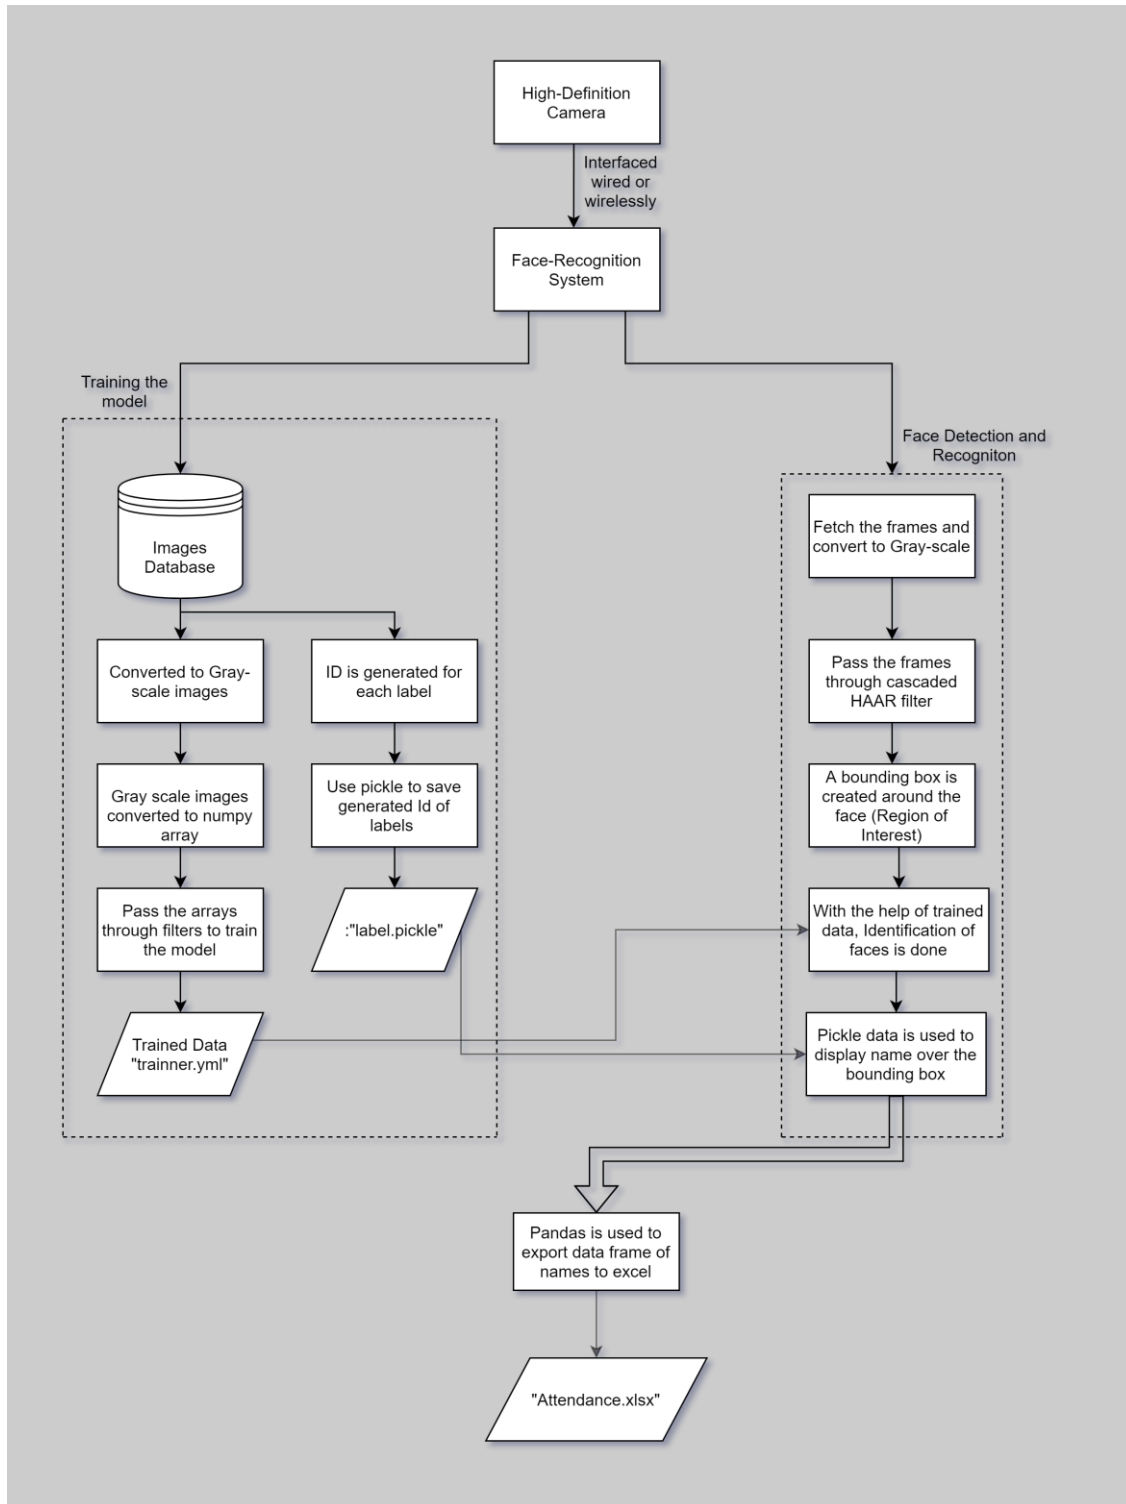 High-Definition
Camera
Interfaced
wired or
wirelessly
Face-Recognition
System
Training the
model
Images
Database
Converted to Gray-
scale images
ID is generated for
each label
Gray scale images
converted to numpy
array
Use pickle to save
generated Id of
labels
Pass the arrays
through filters to train
the model
:"label.pickle"
Trained Data
"trainner.yml"
Face Detection and
Recogniton
Fetch the frames and
convert to Gray-scale
Pass the frames
through cascaded
HAAR filter
A bounding box is
created around the
face (Region of
Interest)
With the help of trained
data, Identification of
faces is done
Pickle data is used to
display name over the
bounding box
Pandas is used to
export data frame of
names to excel
"Attendance.xlsx"